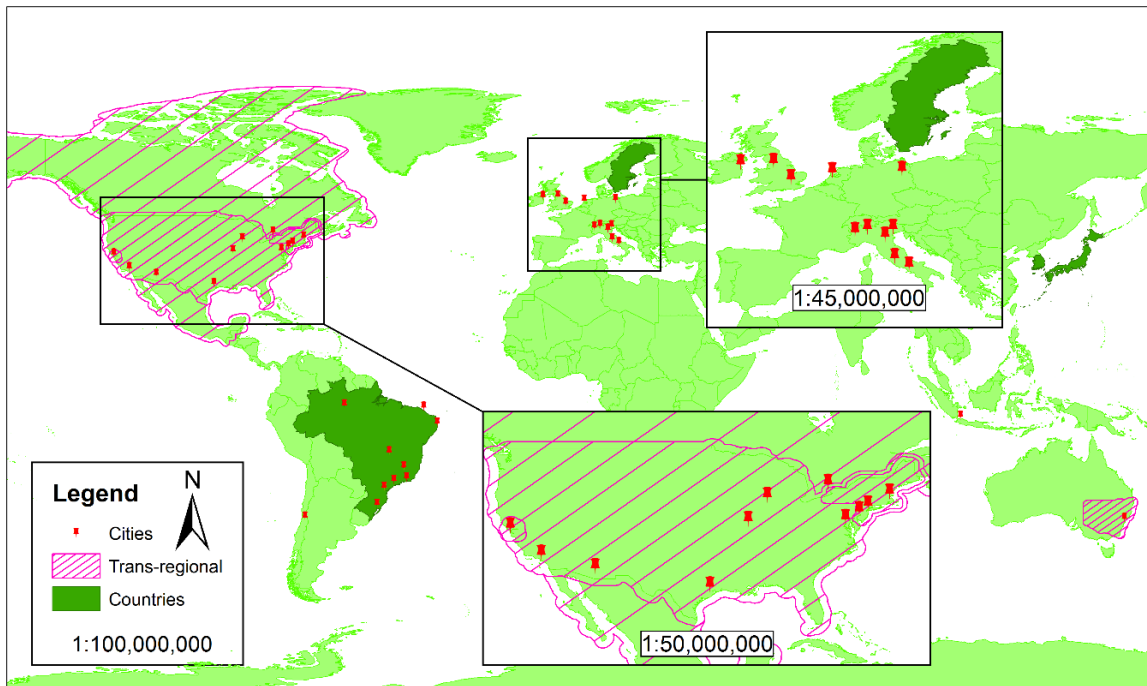 1:45,000,000
Legend
N
Cities
Trans-regional
Countries
1:100,000,000
1:50,000,000